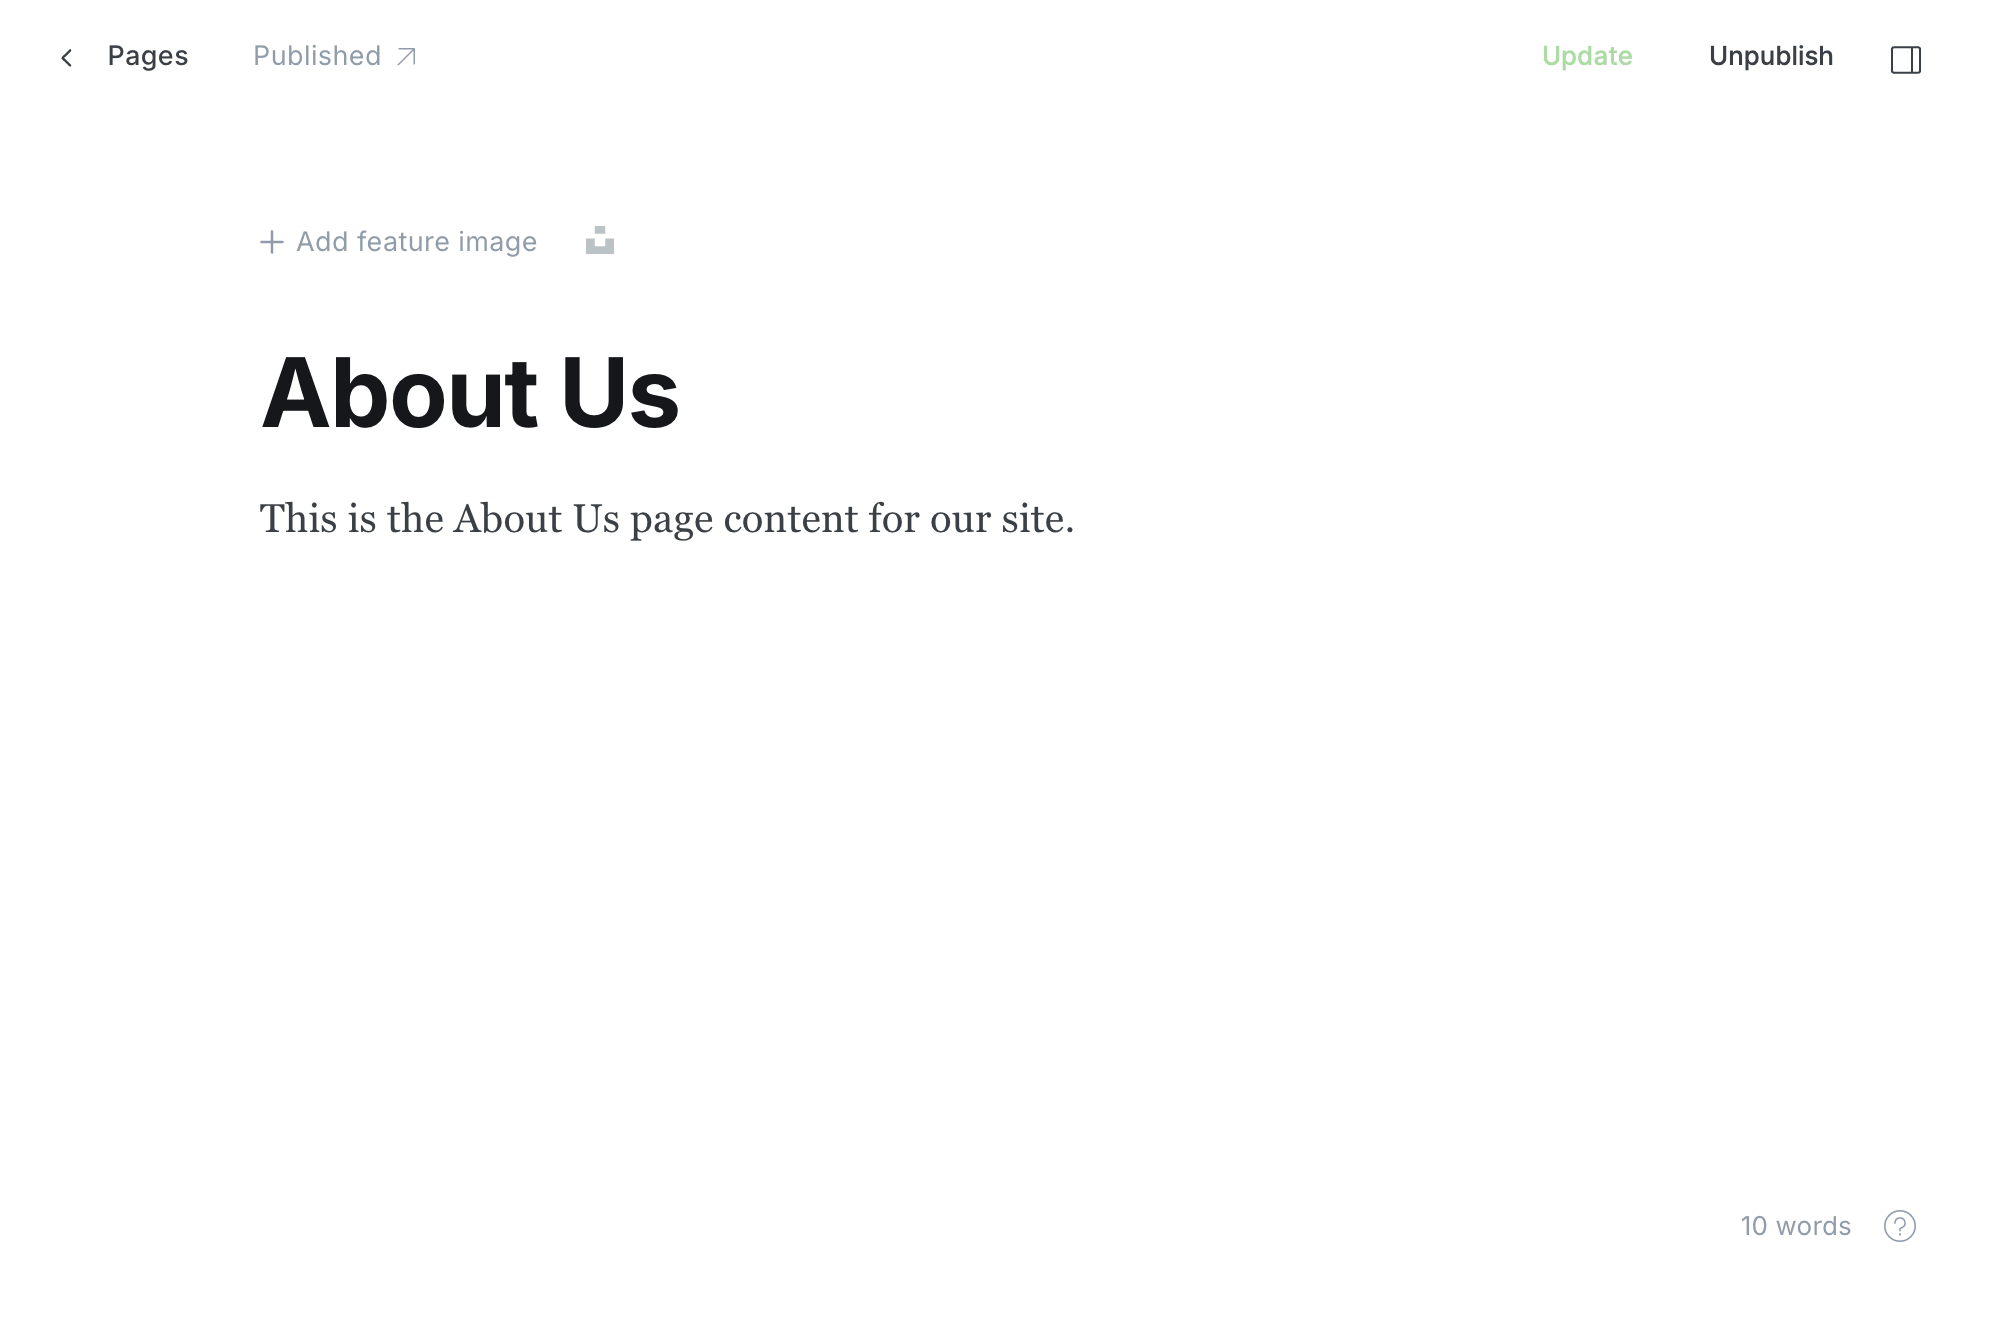 Pages
Published
Update
Unpublish
Add feature image
About Us
This is the About Us page content for our site.
10 words
?